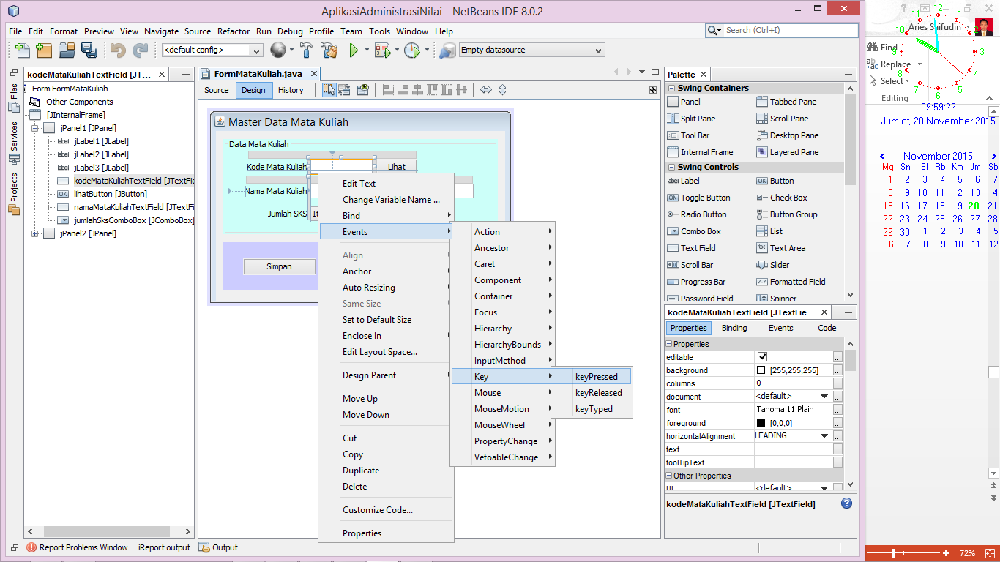 AplikasiAdministrasiNilai - NetBeans IDE 8.0.2
File Edit Format Preview View Navigate Source Refactor Run Debug Profile Team Tools Window Help
Search (Ctrl+I)
<default config>
Empty datasource
Files
Services
Projects
kodeMataKuliahTextField [JT...
Form FormMataKuliah
Other Components
[JInternalFrame]
jPanel1 [JPanel]
jLabel1 [JLabel]
jLabel2 [JLabel]
jLabel3 [JLabel]
kodeMataKuliahTextField [JTextFie
lihatButton [JButton]
namaMataKuliahTextField [JTextFi
jumlahSksComboBox [JComboBox]
jPanel2 [JPanel]
FormMataKuliah.java
Source Design History
Master Data Mata Kuliah
Data Mata Kuliah
Kode Mata Kuliah
Lihat
Nama Mata Kuliah
Jumlah SKS
Simpan
Edit Text
Change Variable Name ...
Bind
Events
Align
Anchor
Auto Resizing
Same Size
Set to Default Size
Enclose In
Edit Layout Space...
Design Parent
Move Up
Move Down
Cut
Copy
Duplicate
Delete
Customize Code...
Properties
Action
Ancestor
Caret
Component
Container
Focus
Hierarchy
HierarchyBounds
InputMethod
Key
Mouse
MouseMotion
MouseWheel
PropertyChange
VetoableChange
keyPressed
keyReleased
keyTyped
Palette
Swing Containers
Panel Tabbed Pane
Split Pane Scroll Pane
Tool Bar Desktop Pane
Internal Frame Layered Pane
Swing Controls
Label Button
Toggle Button Check Box
Radio Button Button Group
Combo Box List
Text Field Text Area
Scroll Bar Slider
Progress Bar Formatted Field
Password Field Spinner
kodeMataKuliahTextField [JTextFie...
Properties Binding Events Code
Properties
editable
background [255,255,255]
columns 0
document <default>
font Tahoma 11 Plain
foreground [0,0,0]
horizontalAlignment LEADING
text
toolTipText
Other Properties
UI <default>
kodeMataKuliahTextField [JTextField]
Report Problems Window iReport output Output
Aries Saifudin
Find
Replace
Select
Editing
12
1
2
3
4
5
6
7
8
9
10
11
09:59:22
Jum'at, 20 November 2015
November 2015
Mg Sn Sl Rb Km Jm Sb
1 2 3 4 5 6 7
8 9 10 11 12 13 14
15 16 17 18 19 20 21
22 23 24 25 26 27 28
29 30 1 2 3 4 5
6 7 8 9 10 11 12
72%